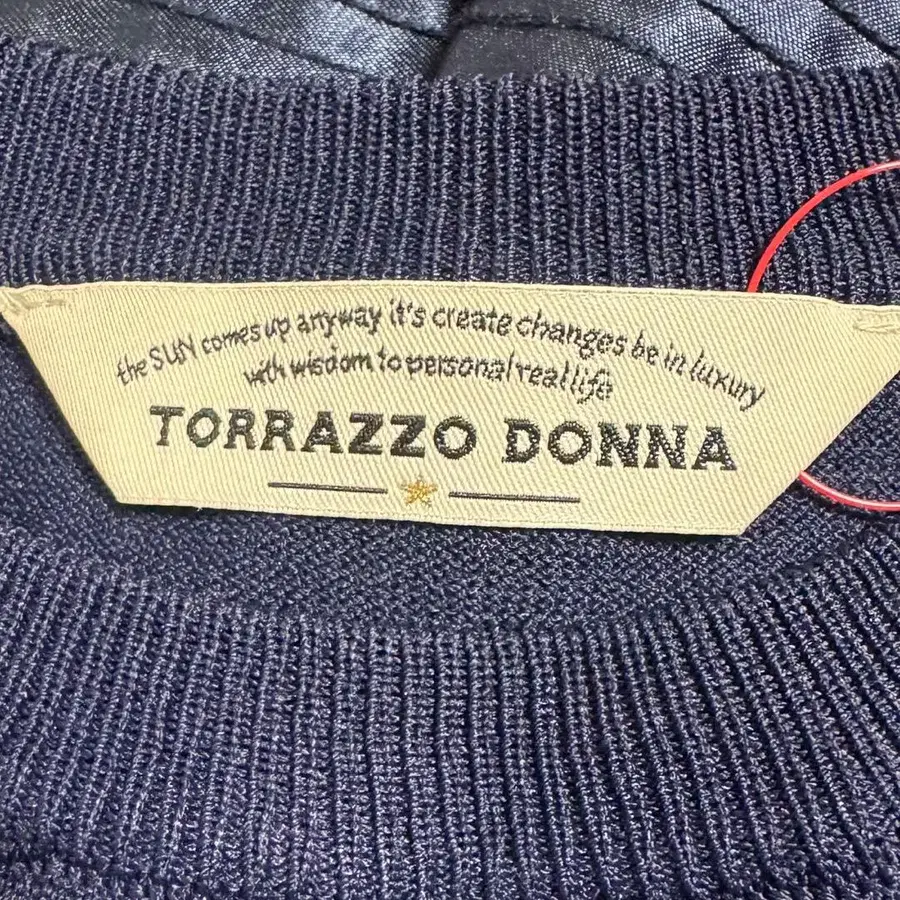 the SUN comes up anyway it's create changes be in luxury
with wisdom to personal real life
TORRAZZO DONNA